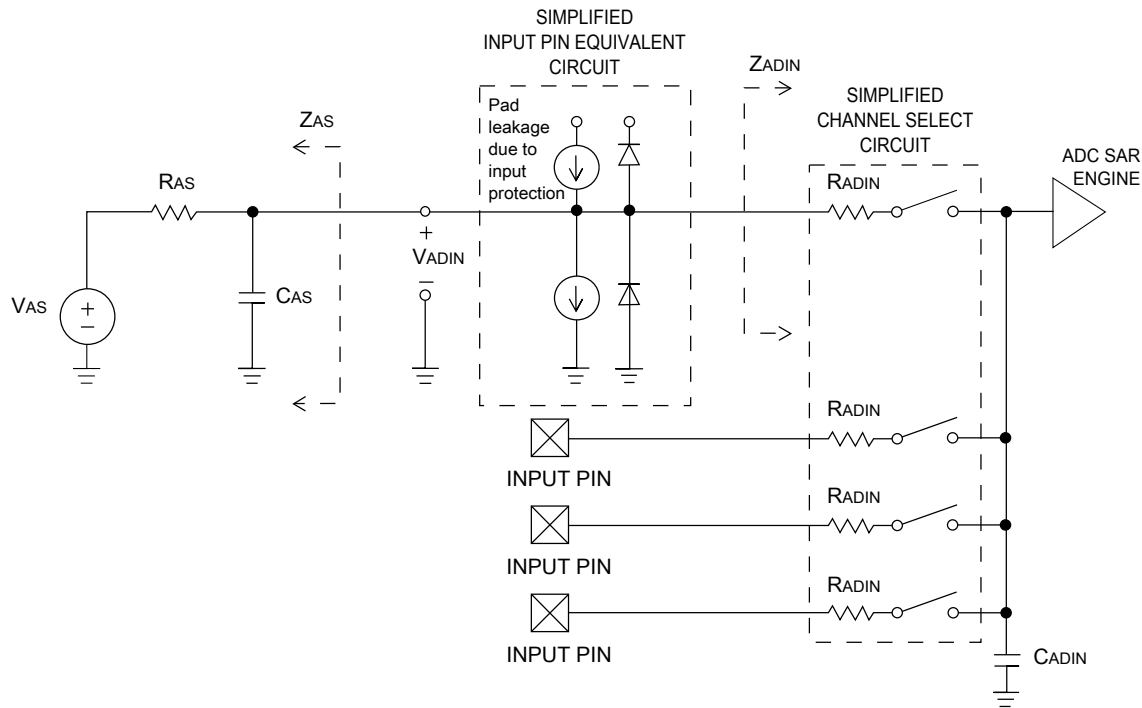 SIMPLIFIED
INPUT PIN EQUIVALENT
CIRCUIT
ZADIN
Pad
leakage
due to
input
protection
ZAS
SIMPLIFIED
CHANNEL SELECT
CIRCUIT
ADC SAR
ENGINE
RAS
RADIN
+
VADIN
−
VAS
+
−
CAS
RADIN
INPUT PIN
RADIN
INPUT PIN
RADIN
INPUT PIN
CADIN